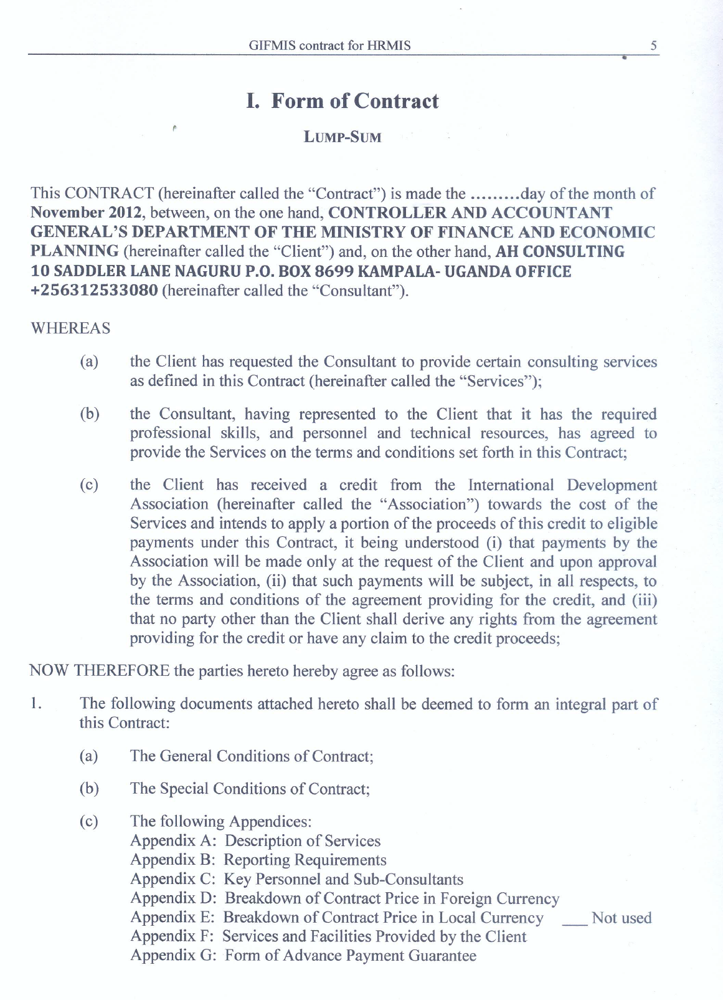 GIFMIS contract for HRMIS 5
I. Form of Contract
LUMP-SUM
This CONTRACT (hereinafter called the “Contract”) is made the .........day of the month of
November 2012, between, on the one hand, CONTROLLER AND ACCOUNTANT
GENERAL’S DEPARTMENT OF THE MINISTRY OF FINANCE AND ECONOMIC
PLANNING (hereinafter called the “Client”) and, on the other hand, AH CONSULTING
10 SADDLER LANE NAGURU P.O. BOX 8699 KAMPALA- UGANDA OFFICE
+256312533080 (hereinafter called the “Consultant”).
WHEREAS
(a) the Client has requested the Consultant to provide certain consulting services
as defined in this Contract (hereinafter called the “Services”);
(b) the Consultant, having represented to the Client that it has the required
professional skills, and personnel and technical resources, has agreed to
provide the Services on the terms and conditions set forth in this Contract;
(c) the Client has received a credit from the International Development
Association (hereinafter called the “Association”) towards the cost of the
Services and intends to apply a portion of the proceeds of this credit to eligible
payments under this Contract, it being understood (i) that payments by the
Association will be made only at the request of the Client and upon approval
by the Association, (ii) that such payments will be subject, in all respects, to
the terms and conditions of the agreement providing for the credit, and (iii)
that no party other than the Client shall derive any rights from the agreement
providing for the credit or have any claim to the credit proceeds;
NOW THEREFORE the parties hereto hereby agree as follows:
1. The following documents attached hereto shall be deemed to form an integral part of
this Contract:
(a) The General Conditions of Contract;
(b) The Special Conditions of Contract;
(c) The following Appendices:
Appendix A: Description of Services
Appendix B: Reporting Requirements
Appendix C: Key Personnel and Sub-Consultants
Appendix D: Breakdown of Contract Price in Foreign Currency
Appendix E: Breakdown of Contract Price in Local Currency ___ Not used
Appendix F: Services and Facilities Provided by the Client
Appendix G: Form of Advance Payment Guarantee